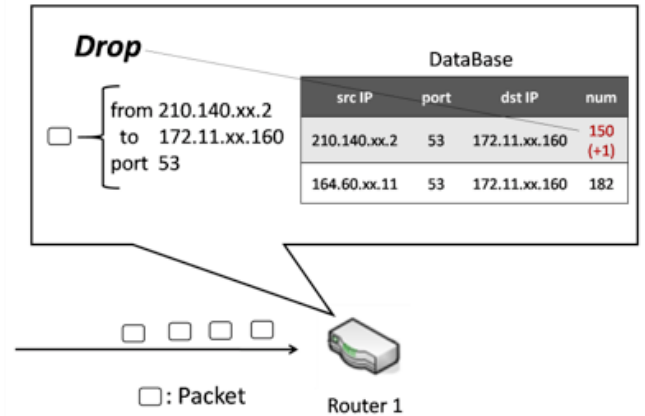 Drop
from 210.140.xx.2
to 172.11.xx.160
port 53
DataBase
src IP port dst IP num
210.140.xx.2 53 172.11.xx.160 150 (+1)
164.60.xx.11 53 172.11.xx.160 182
: Packet
Router 1